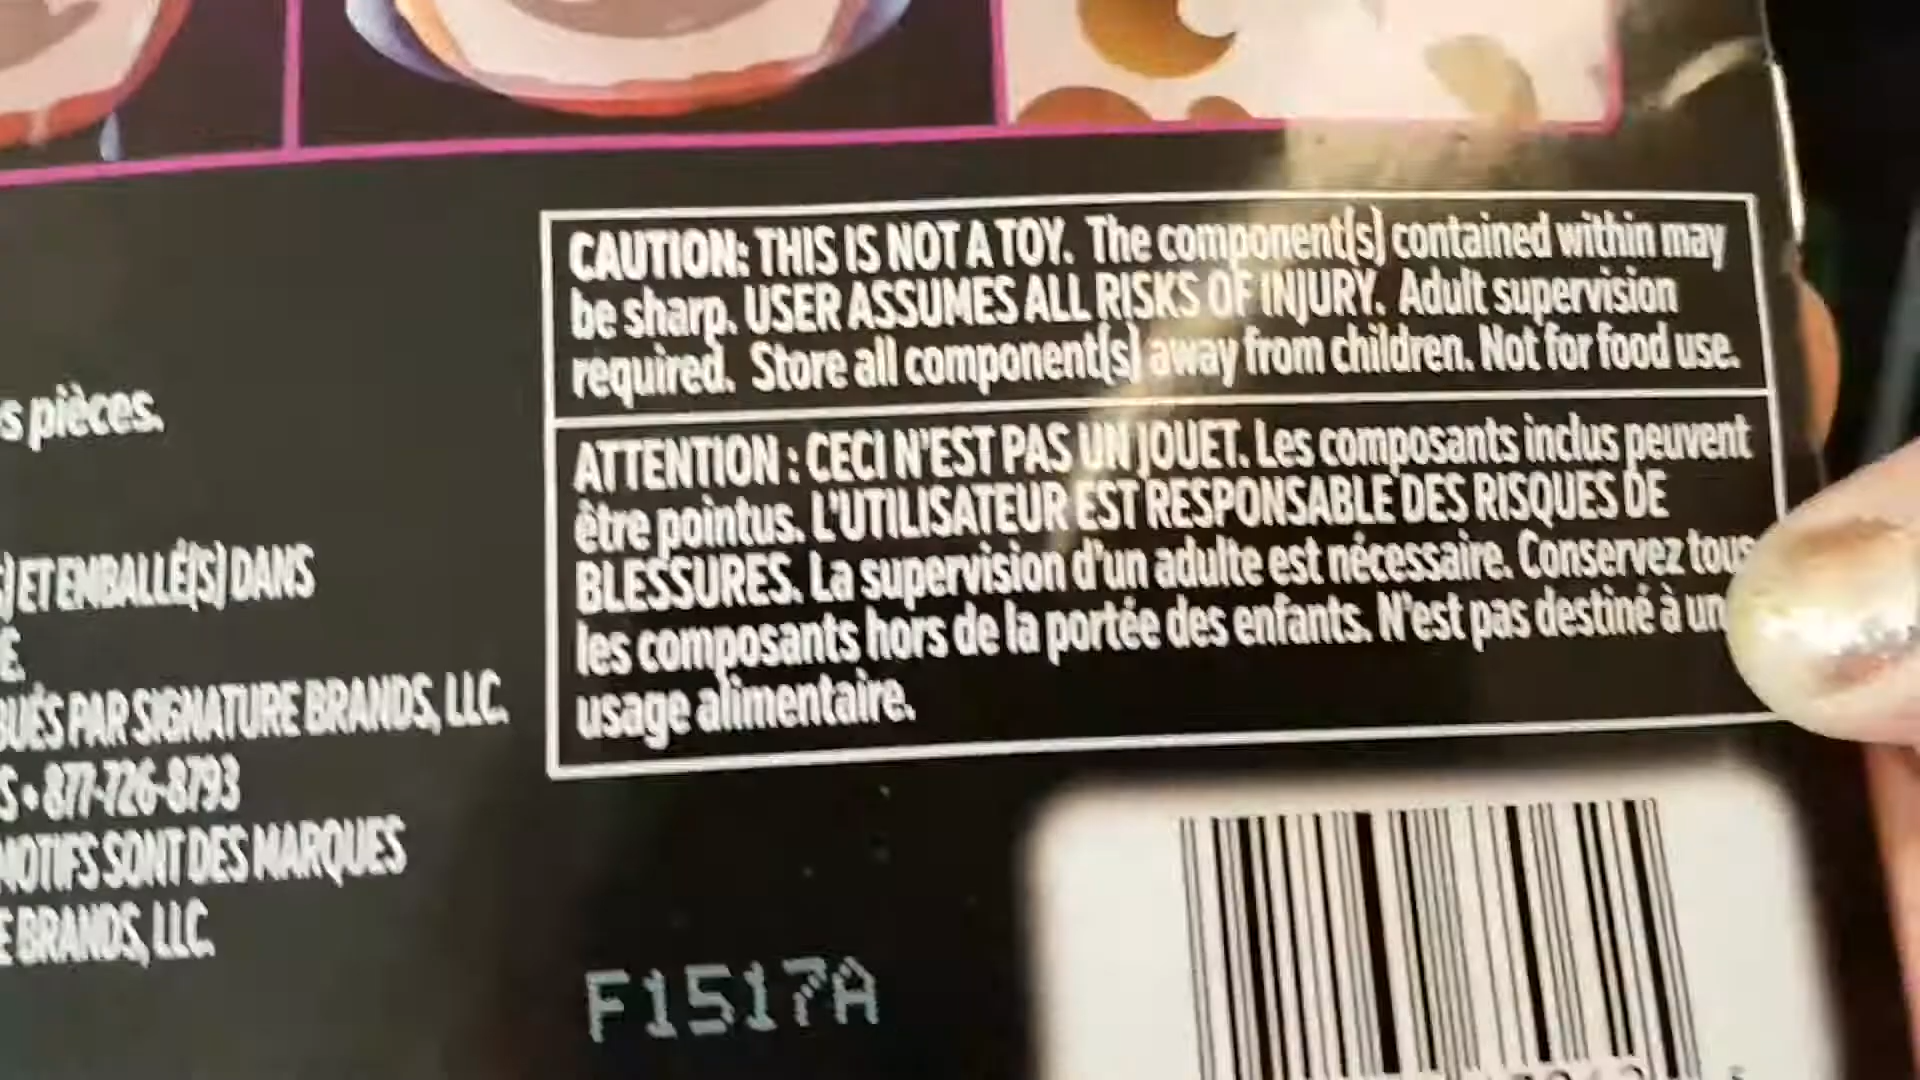 CAUTION: THIS IS NOT A TOY. The component(s) contained within may
be sharp. USER ASSUMES ALL RISKS OF INJURY. Adult supervision
required. Store all component(s) away from children. Not for food use.
ATTENTION : CECI N'EST PAS UN JOUET. Les composants inclus peuvent
être pointus. L'UTILISATEUR EST RESPONSABLE DES RISQUES DE
BLESSURES. La supervision d'un adulte est nécessaire. Conservez tous
les composants hors de la portée des enfants. N'est pas destiné à un
usage alimentaire.
s pièces.
) ET EMBALLÉ(S) DANS
É.
BUÉS PAR SIGNATURE BRANDS, LLC.
S • 877-726-8793
MOTIFS SONT DES MARQUES
E BRANDS, LLC.
F1517A